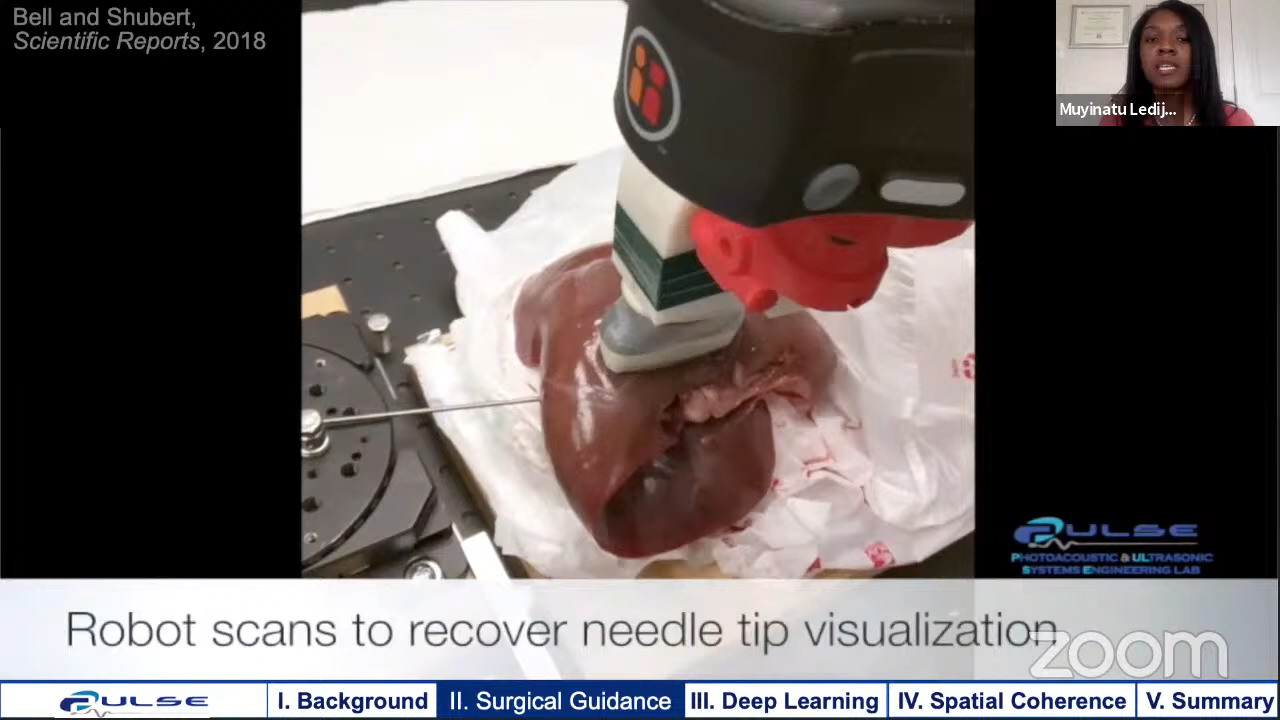 Bell and Shubert,
Scientific Reports, 2018
Muyinatu Ledij...
PULSE
PHOTOACOUSTIC & ULTRASONIC
SYSTEMS ENGINEERING LAB
Robot scans to recover needle tip visualization
zoom
PULSE
I. Background
II. Surgical Guidance
III. Deep Learning
IV. Spatial Coherence
V. Summary